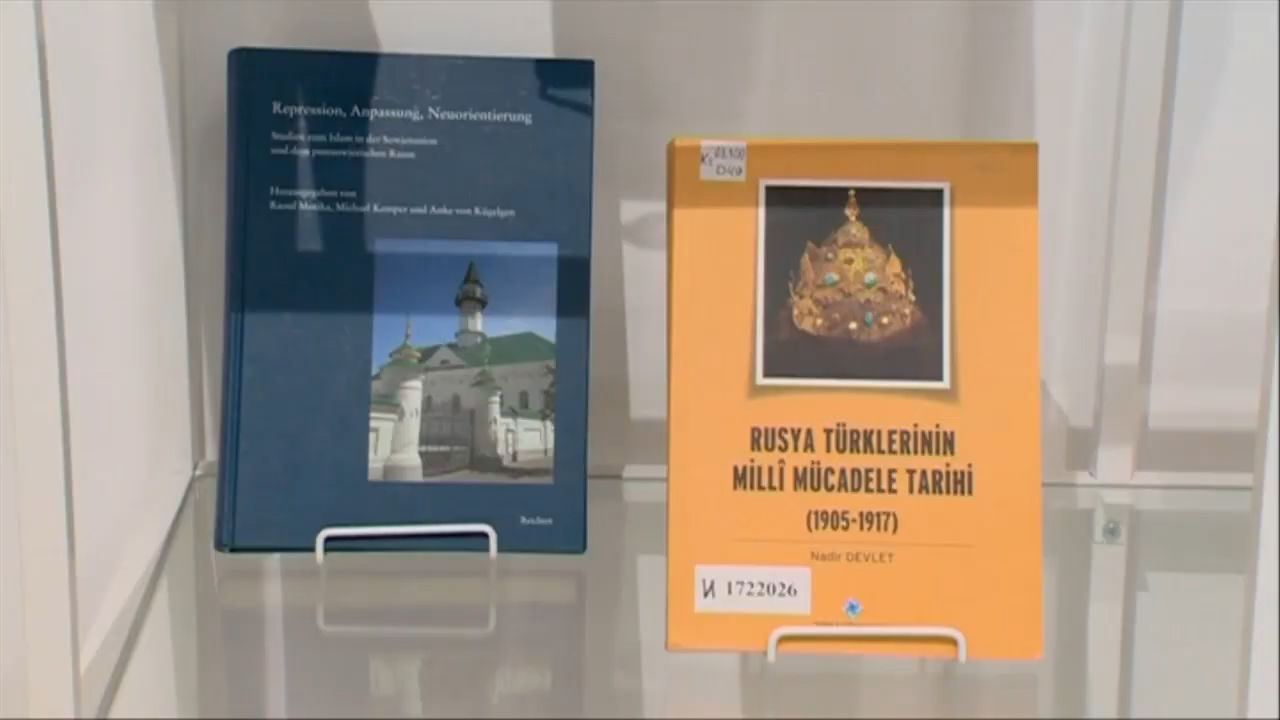 Repression, Anpassung, Neuorientierung
Studien zum Islam in der Sowjetunion
und dem postsowjetischen Raum
Herausgegeben von
Raoul Motika, Michael Kemper und Anke von Kügelgen
Reichert
RUSYA TÜRKLERİNİN
MİLLÎ MÜCADELE TARİHİ
(1905-1917)
Nadir DEVLET
И 1722026